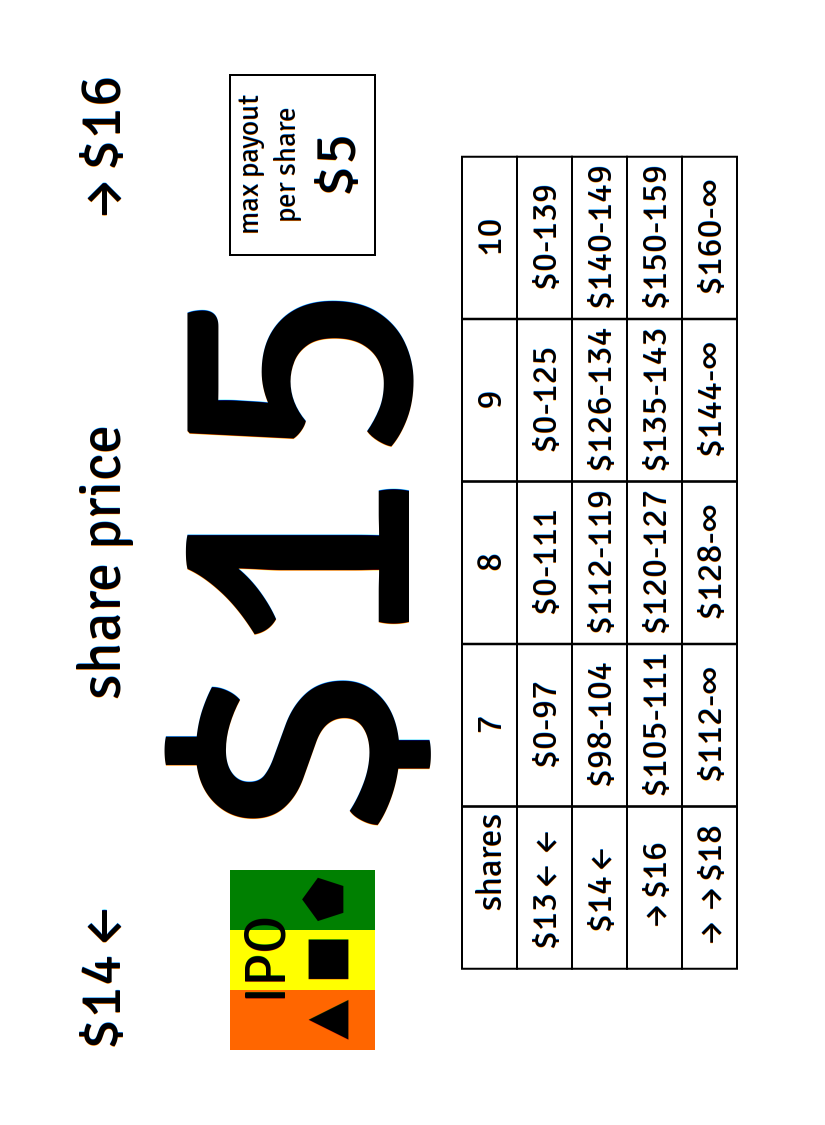 $14← share price →$16
IPO $15 max payout
per share
$5
shares 7 8 9 10
$13← ← $0-97 $0-111 $0-125 $0-139
$14← $98-104 $112-119 $126-134 $140-149
→$16 $105-111 $120-127 $135-143 $150-159
→ →$18 $112-∞ $128-∞ $144-∞ $160-∞